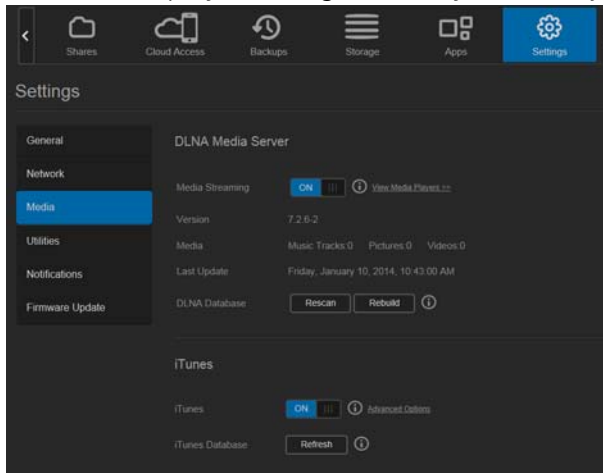 Shares Cloud Access Backups Storage Apps Settings
Settings
General
Network
Media
Utilities
Notifications
Firmware Update
DLNA Media Server
Media Streaming ON View Media Players >>
Version 7.2.6-2
Media Music Tracks:0 Pictures:0 Videos:0
Last Update Friday, January 10, 2014, 10:43:00 AM
DLNA Database Rescan Rebuild
iTunes
iTunes ON Advanced Options
iTunes Database Refresh